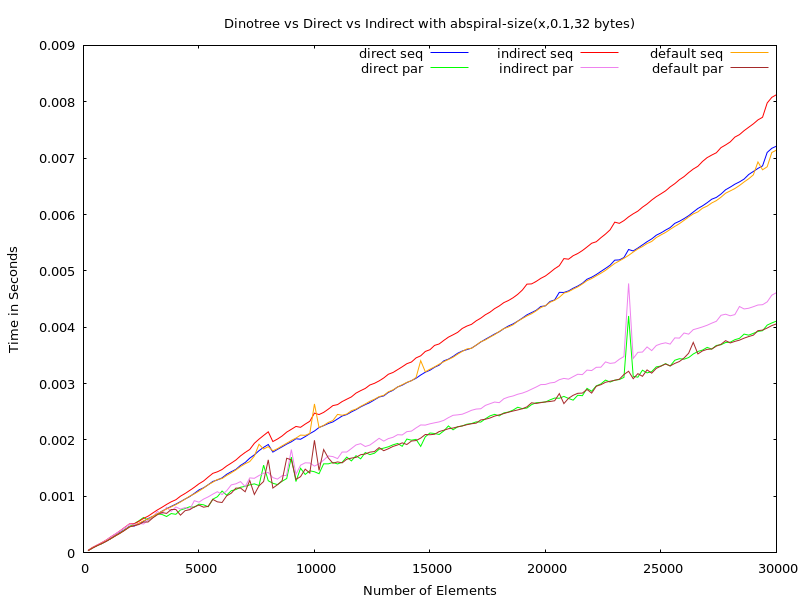 Dinotree vs Direct vs Indirect with abspiral-size(x,0.1,32 bytes)
direct seq indirect seq default seq
direct par indirect par default par
0.009
0.008
0.007
0.006
0.005
0.004
0.003
0.002
0.001
0
Time in Seconds
0 5000 10000 15000 20000 25000 30000
Number of Elements